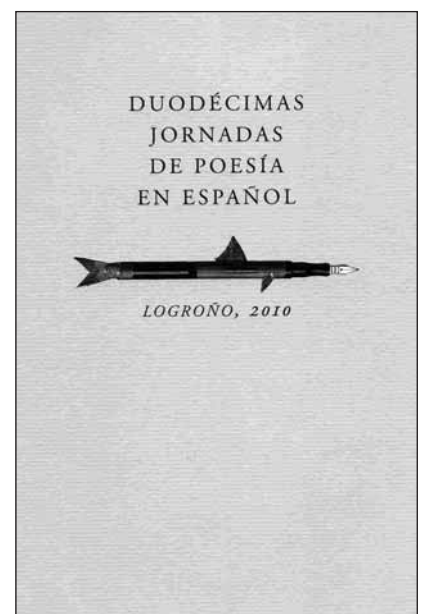 DUODÉCIMAS
JORNADAS
DE POESÍA
EN ESPAÑOL
LOGROÑO, 2010